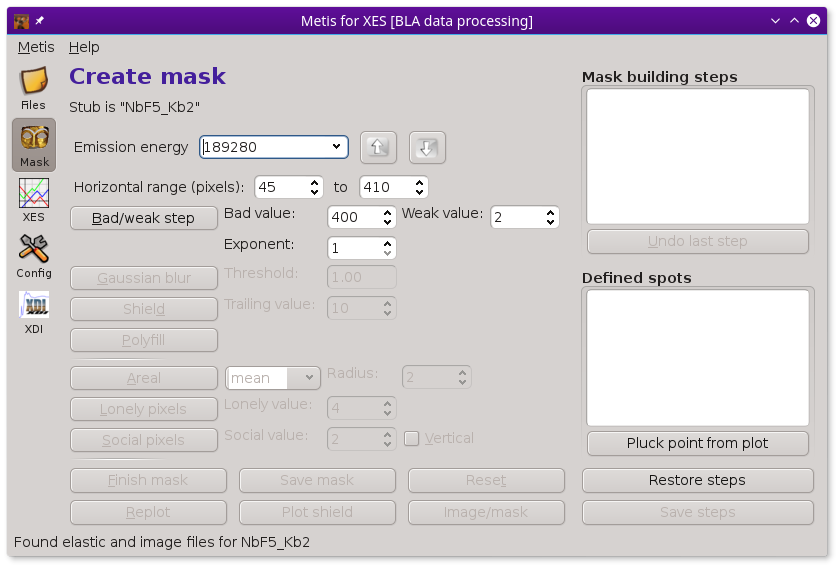 Metis for XES [BLA data processing]
Metis Help
Files
Mask
XES
Config
XDI
Create mask
Stub is "NbF5_Kb2"
Emission energy 189280
Horizontal range (pixels): 45 to 410
Bad/weak step Bad value: 400 Weak value: 2
Exponent: 1
Gaussian blur Threshold: 1.00
Shield Trailing value: 10
Polyfill
Areal mean Radius: 2
Lonely pixels Lonely value: 4
Social pixels Social value: 2 Vertical
Finish mask Save mask Reset
Replot Plot shield Image/mask
Mask building steps
Undo last step
Defined spots
Pluck point from plot
Restore steps
Save steps
Found elastic and image files for NbF5_Kb2